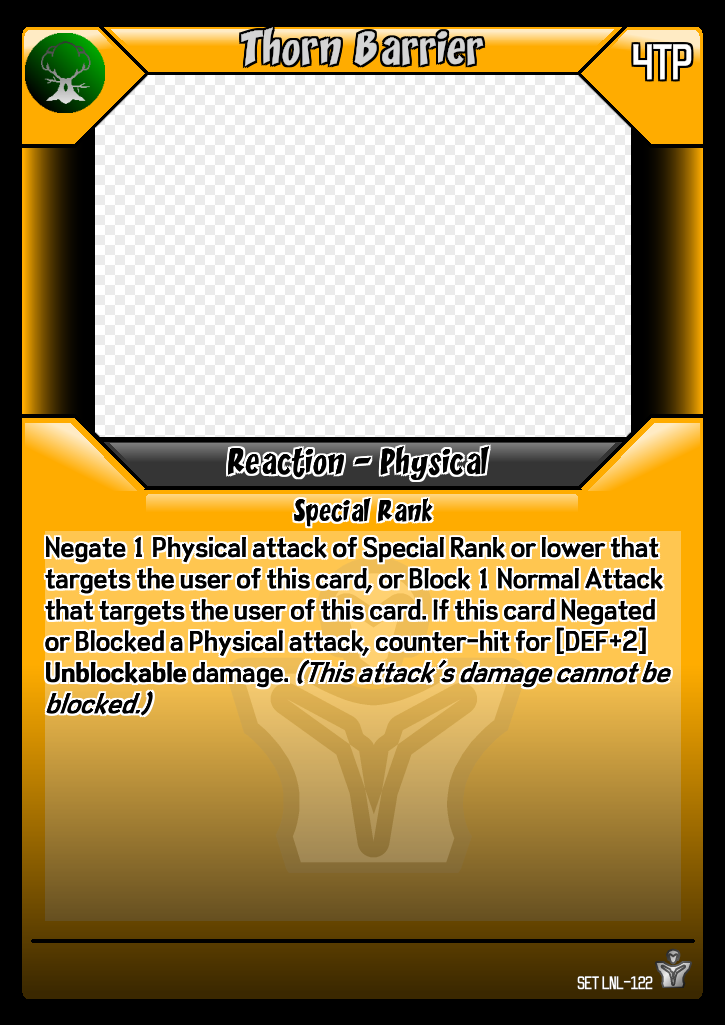 Thorn Barrier
4TP
Reaction - Physical
Special Rank
Negate 1 Physical attack of Special Rank or lower that
targets the user of this card, or Block 1 Normal Attack
that targets the user of this card. If this card Negated
or Blocked a Physical attack, counter-hit for [DEF+2]
Unblockable damage. (This attack's damage cannot be
blocked.)
SET LNL-122